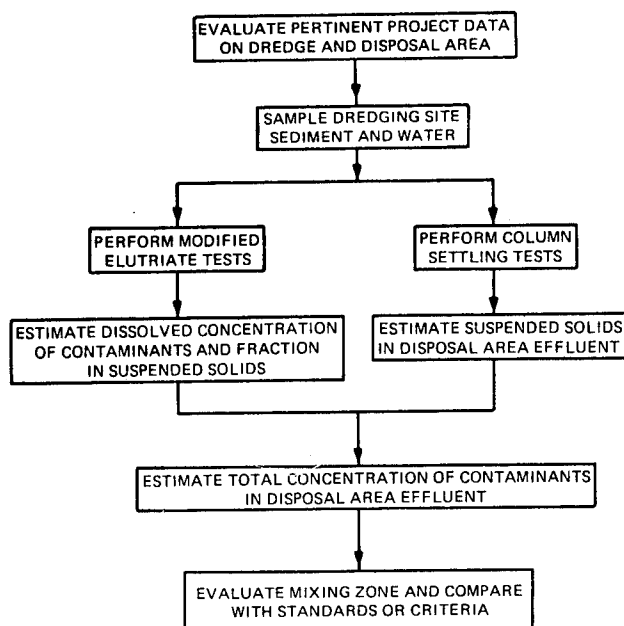 EVALUATE PERTINENT PROJECT DATA
ON DREDGE AND DISPOSAL AREA
SAMPLE DREDGING SITE
SEDIMENT AND WATER
PERFORM MODIFIED
ELUTRIATE TESTS
PERFORM COLUMN
SETTLING TESTS
ESTIMATE DISSOLVED CONCENTRATION
OF CONTAMINANTS AND FRACTION
IN SUSPENDED SOLIDS
ESTIMATE SUSPENDED SOLIDS
IN DISPOSAL AREA EFFLUENT
ESTIMATE TOTAL CONCENTRATION OF CONTAMINANTS
IN DISPOSAL AREA EFFLUENT
EVALUATE MIXING ZONE AND COMPARE
WITH STANDARDS OR CRITERIA